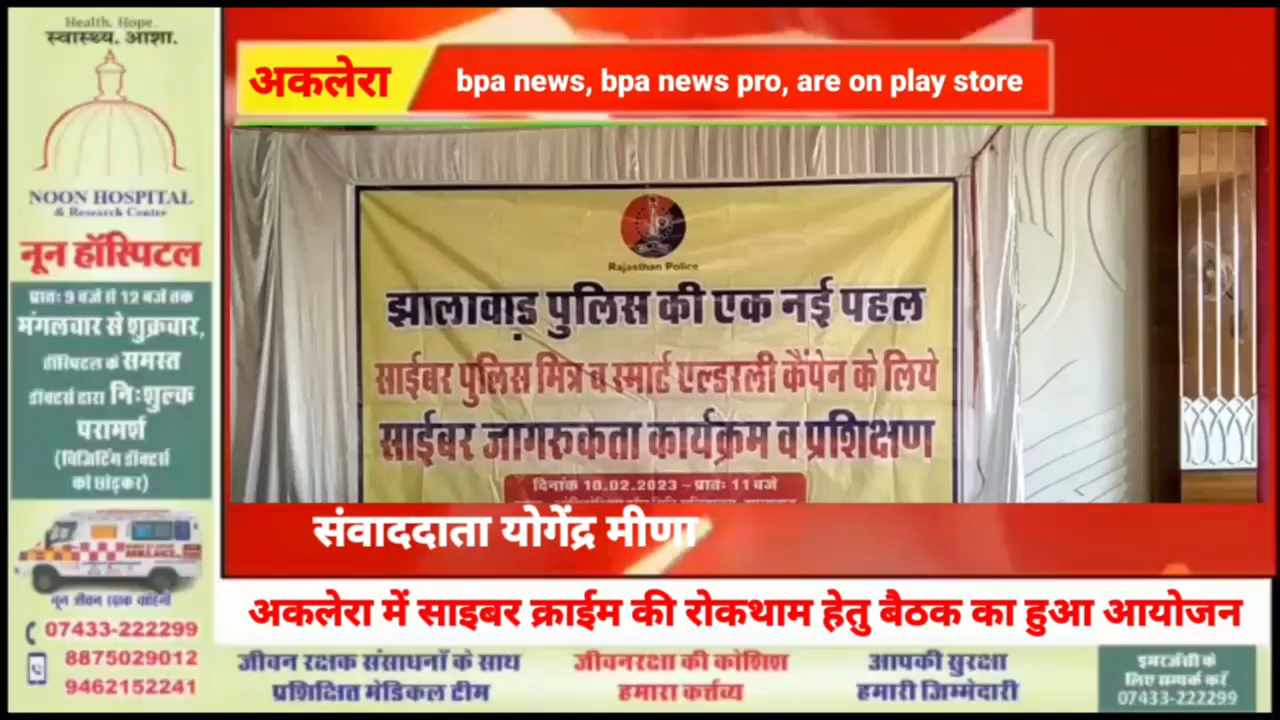 Health. Hope.
स्वास्थ्य. आशा.
NOON HOSPITAL
& Research Centre
नून हॉस्पिटल
प्रातः 9 बजे से 12 बजे तक
मंगलवार से शुक्रवार,
हॉस्पिटल के समस्त
डॉक्टर्स द्वारा निःशुल्क
परामर्श
(विजिटिंग डॉक्टर्स
को छोड़कर)
AMBULANCE
नून जीवन रक्षक वाहिनी
07433-222299
8875029012
9462152241
अकलेरा
bpa news, bpa news pro, are on play store
Rajasthan Police
झालावाड़ पुलिस की एक नई पहल
साईबर पुलिस मित्र व स्मार्ट एल्डरली कैंपेन के लिये
साईबर जागरुकता कार्यक्रम व प्रशिक्षण
दिनांक 10.02.2023 – प्रातः 11 बजे
संवाददाता योगेंद्र मीणा
अकलेरा में साइबर क्राईम की रोकथाम हेतु बैठक का हुआ आयोजन
जीवन रक्षक संसाधनों के साथ
प्रशिक्षित मेडिकल टीम
जीवनरक्षा की कोशिश
हमारा कर्त्तव्य
आपकी सुरक्षा
हमारी जिम्मेदारी
इमरजेंसी के
लिए सम्पर्क करें
07433-222299